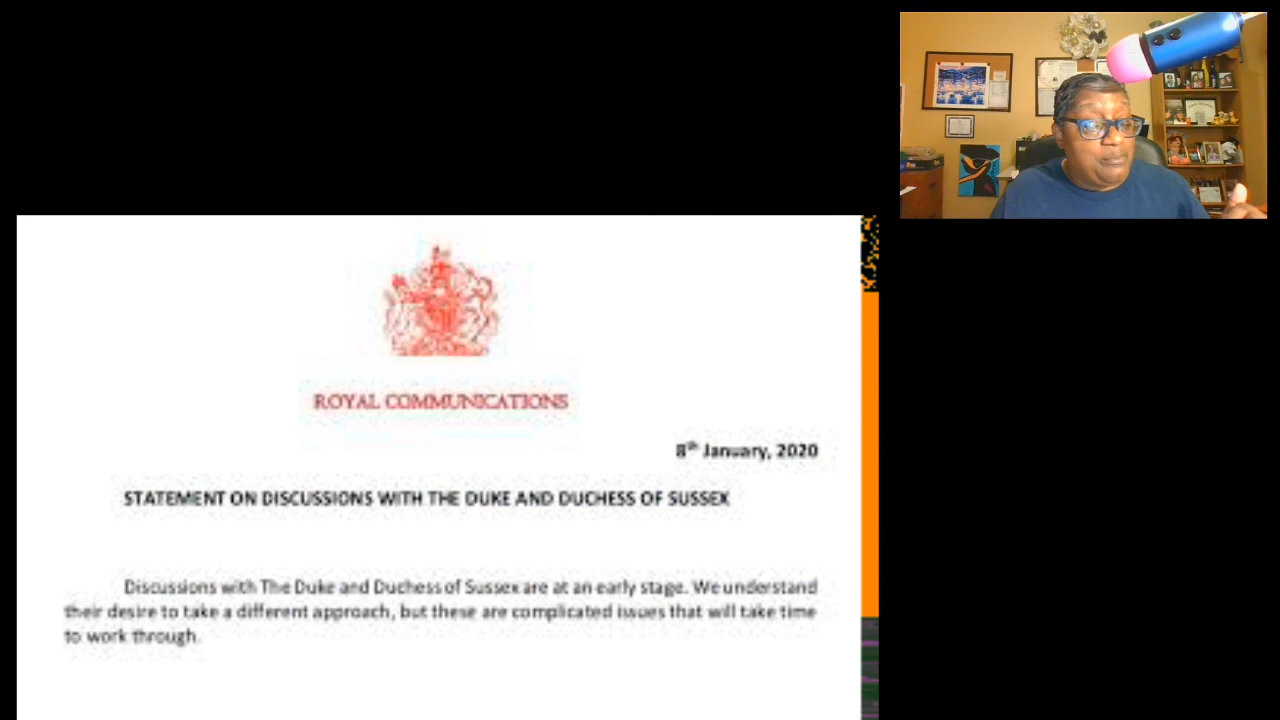 ROYAL COMMUNICATIONS
8th January, 2020
STATEMENT ON DISCUSSIONS WITH THE DUKE AND DUCHESS OF SUSSEX
Discussions with The Duke and Duchess of Sussex are at an early stage. We understand
their desire to take a different approach, but these are complicated issues that will take time
to work through.